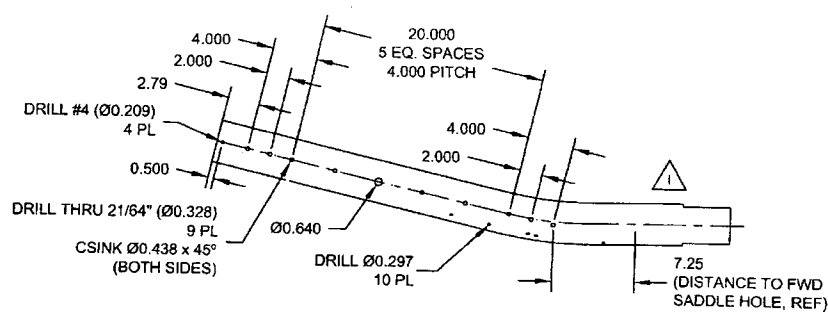 20.000
5 EQ. SPACES
4.000 PITCH
4.000
2.000
2.79
DRILL #4 (Ø0.209)
4 PL
0.500
4.000
2.000
1
DRILL THRU 21/64" (Ø0.328)
9 PL
CSINK Ø0.438 x 45º
(BOTH SIDES)
Ø0.640
DRILL Ø0.297
10 PL
7.25
(DISTANCE TO FWD
SADDLE HOLE, REF)